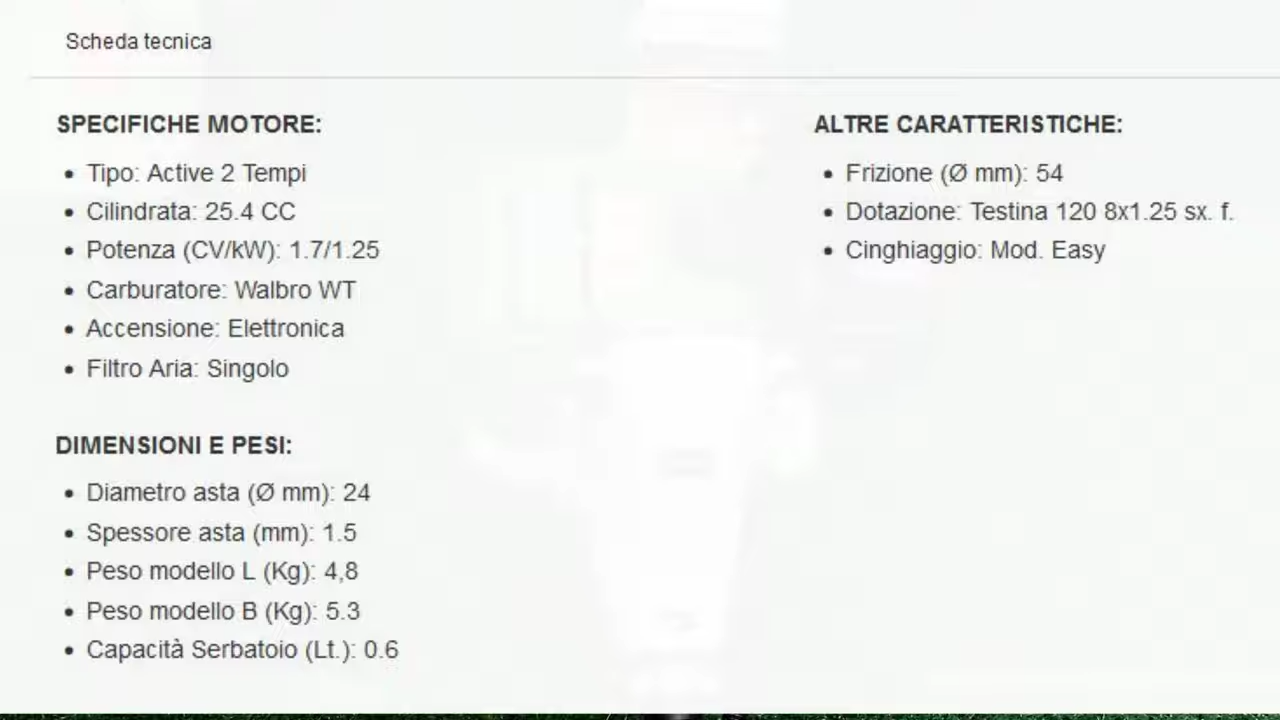 Scheda tecnica
SPECIFICHE MOTORE:
Tipo: Active 2 Tempi
Cilindrata: 25.4 CC
Potenza (CV/kW): 1.7/1.25
Carburatore: Walbro WT
Accensione: Elettronica
Filtro Aria: Singolo
DIMENSIONI E PESI:
Diametro asta (Ø mm): 24
Spessore asta (mm): 1.5
Peso modello L (Kg): 4,8
Peso modello B (Kg): 5.3
Capacità Serbatoio (Lt.): 0.6
ALTRE CARATTERISTICHE:
Frizione (Ø mm): 54
Dotazione: Testina 120 8x1.25 sx. f.
Cinghiaggio: Mod. Easy